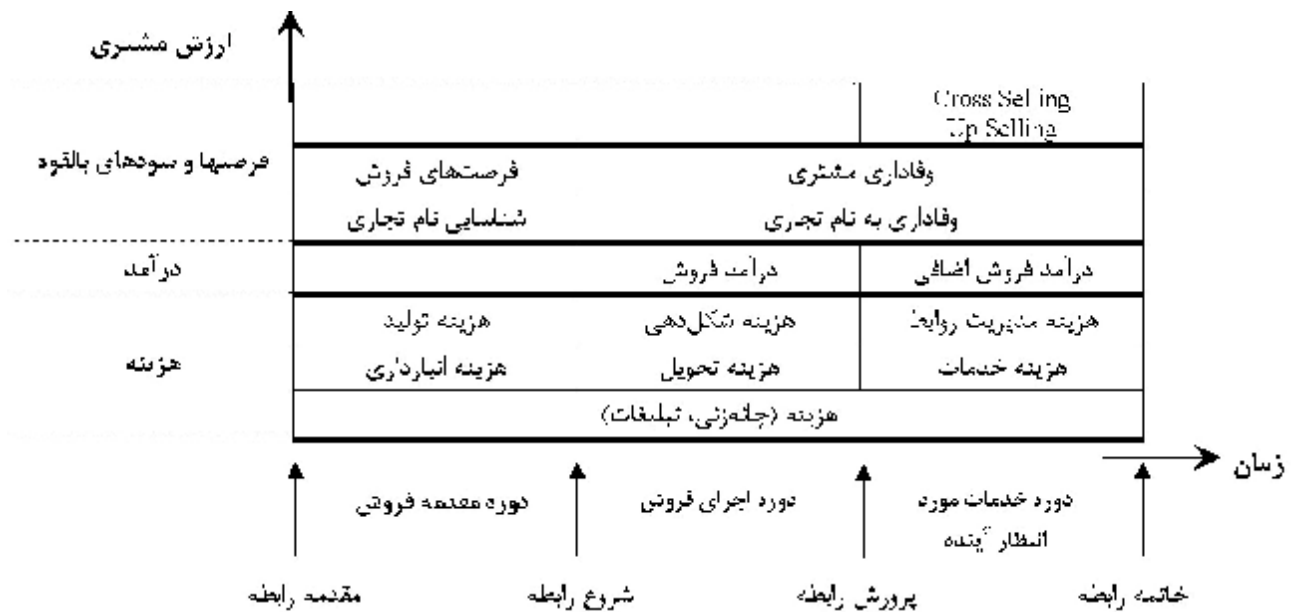 ارزش مشتری
Cross Selling
Up Selling
فرصتها و سودهای بالقوه
فرصت‌های فروش
وفاداری مشتری
شناسایی نام تجاری
وفاداری به نام تجاری
درآمد
درآمد فروش
درآمد فروش اضافی
هزینه
هزینه تولید
هزینه شکل‌دهی
هزینه مدیریت روابط
هزینه انبارداری
هزینه تحویل
هزینه خدمات
هزینه (چانه‌زنی، تبلیغات)
زمان
دوره مقدمه فروش
دوره اجرای فروش
دوره خدمات مورد
انتظار آینده
مقدمه رابطه
شروع رابطه
پرورش رابطه
خاتمه رابطه